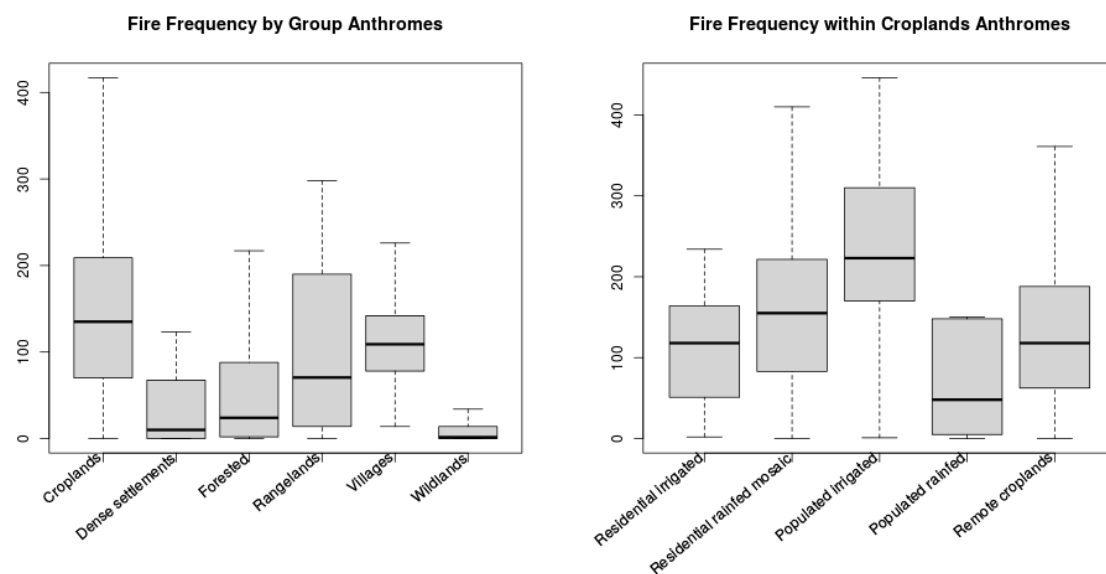 Fire Frequency by Group Anthromes
400
300
200
100
0
Croplands
Dense settlements
Forested
Rangelands
Villages
Wildlands
Fire Frequency within Croplands Anthromes
400
300
200
100
0
Residential irrigated
Residential rainfed mosaic
Populated irrigated
Populated rainfed
Remote croplands